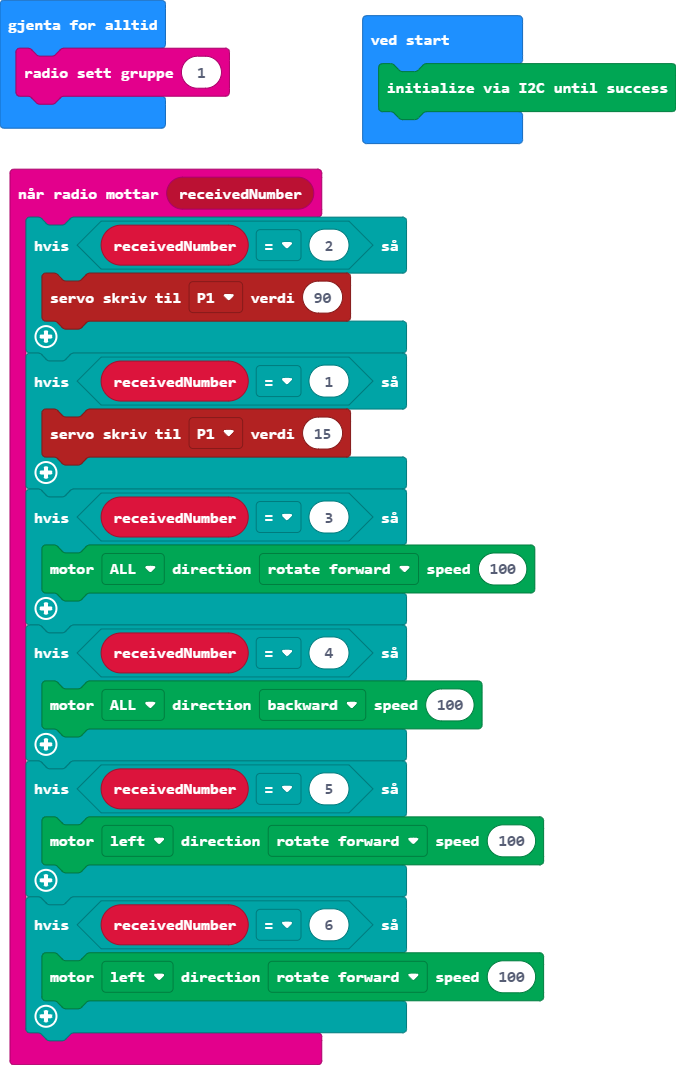 gjenta for alltid
radio sett gruppe 1
ved start
initialize via I2C until success
når radio mottar receivedNumber
hvis receivedNumber = 2 så
servo skriv til P1 verdi 90
hvis receivedNumber = 1 så
servo skriv til P1 verdi 15
hvis receivedNumber = 3 så
motor ALL direction rotate forward speed 100
hvis receivedNumber = 4 så
motor ALL direction backward speed 100
hvis receivedNumber = 5 så
motor left direction rotate forward speed 100
hvis receivedNumber = 6 så
motor left direction rotate forward speed 100